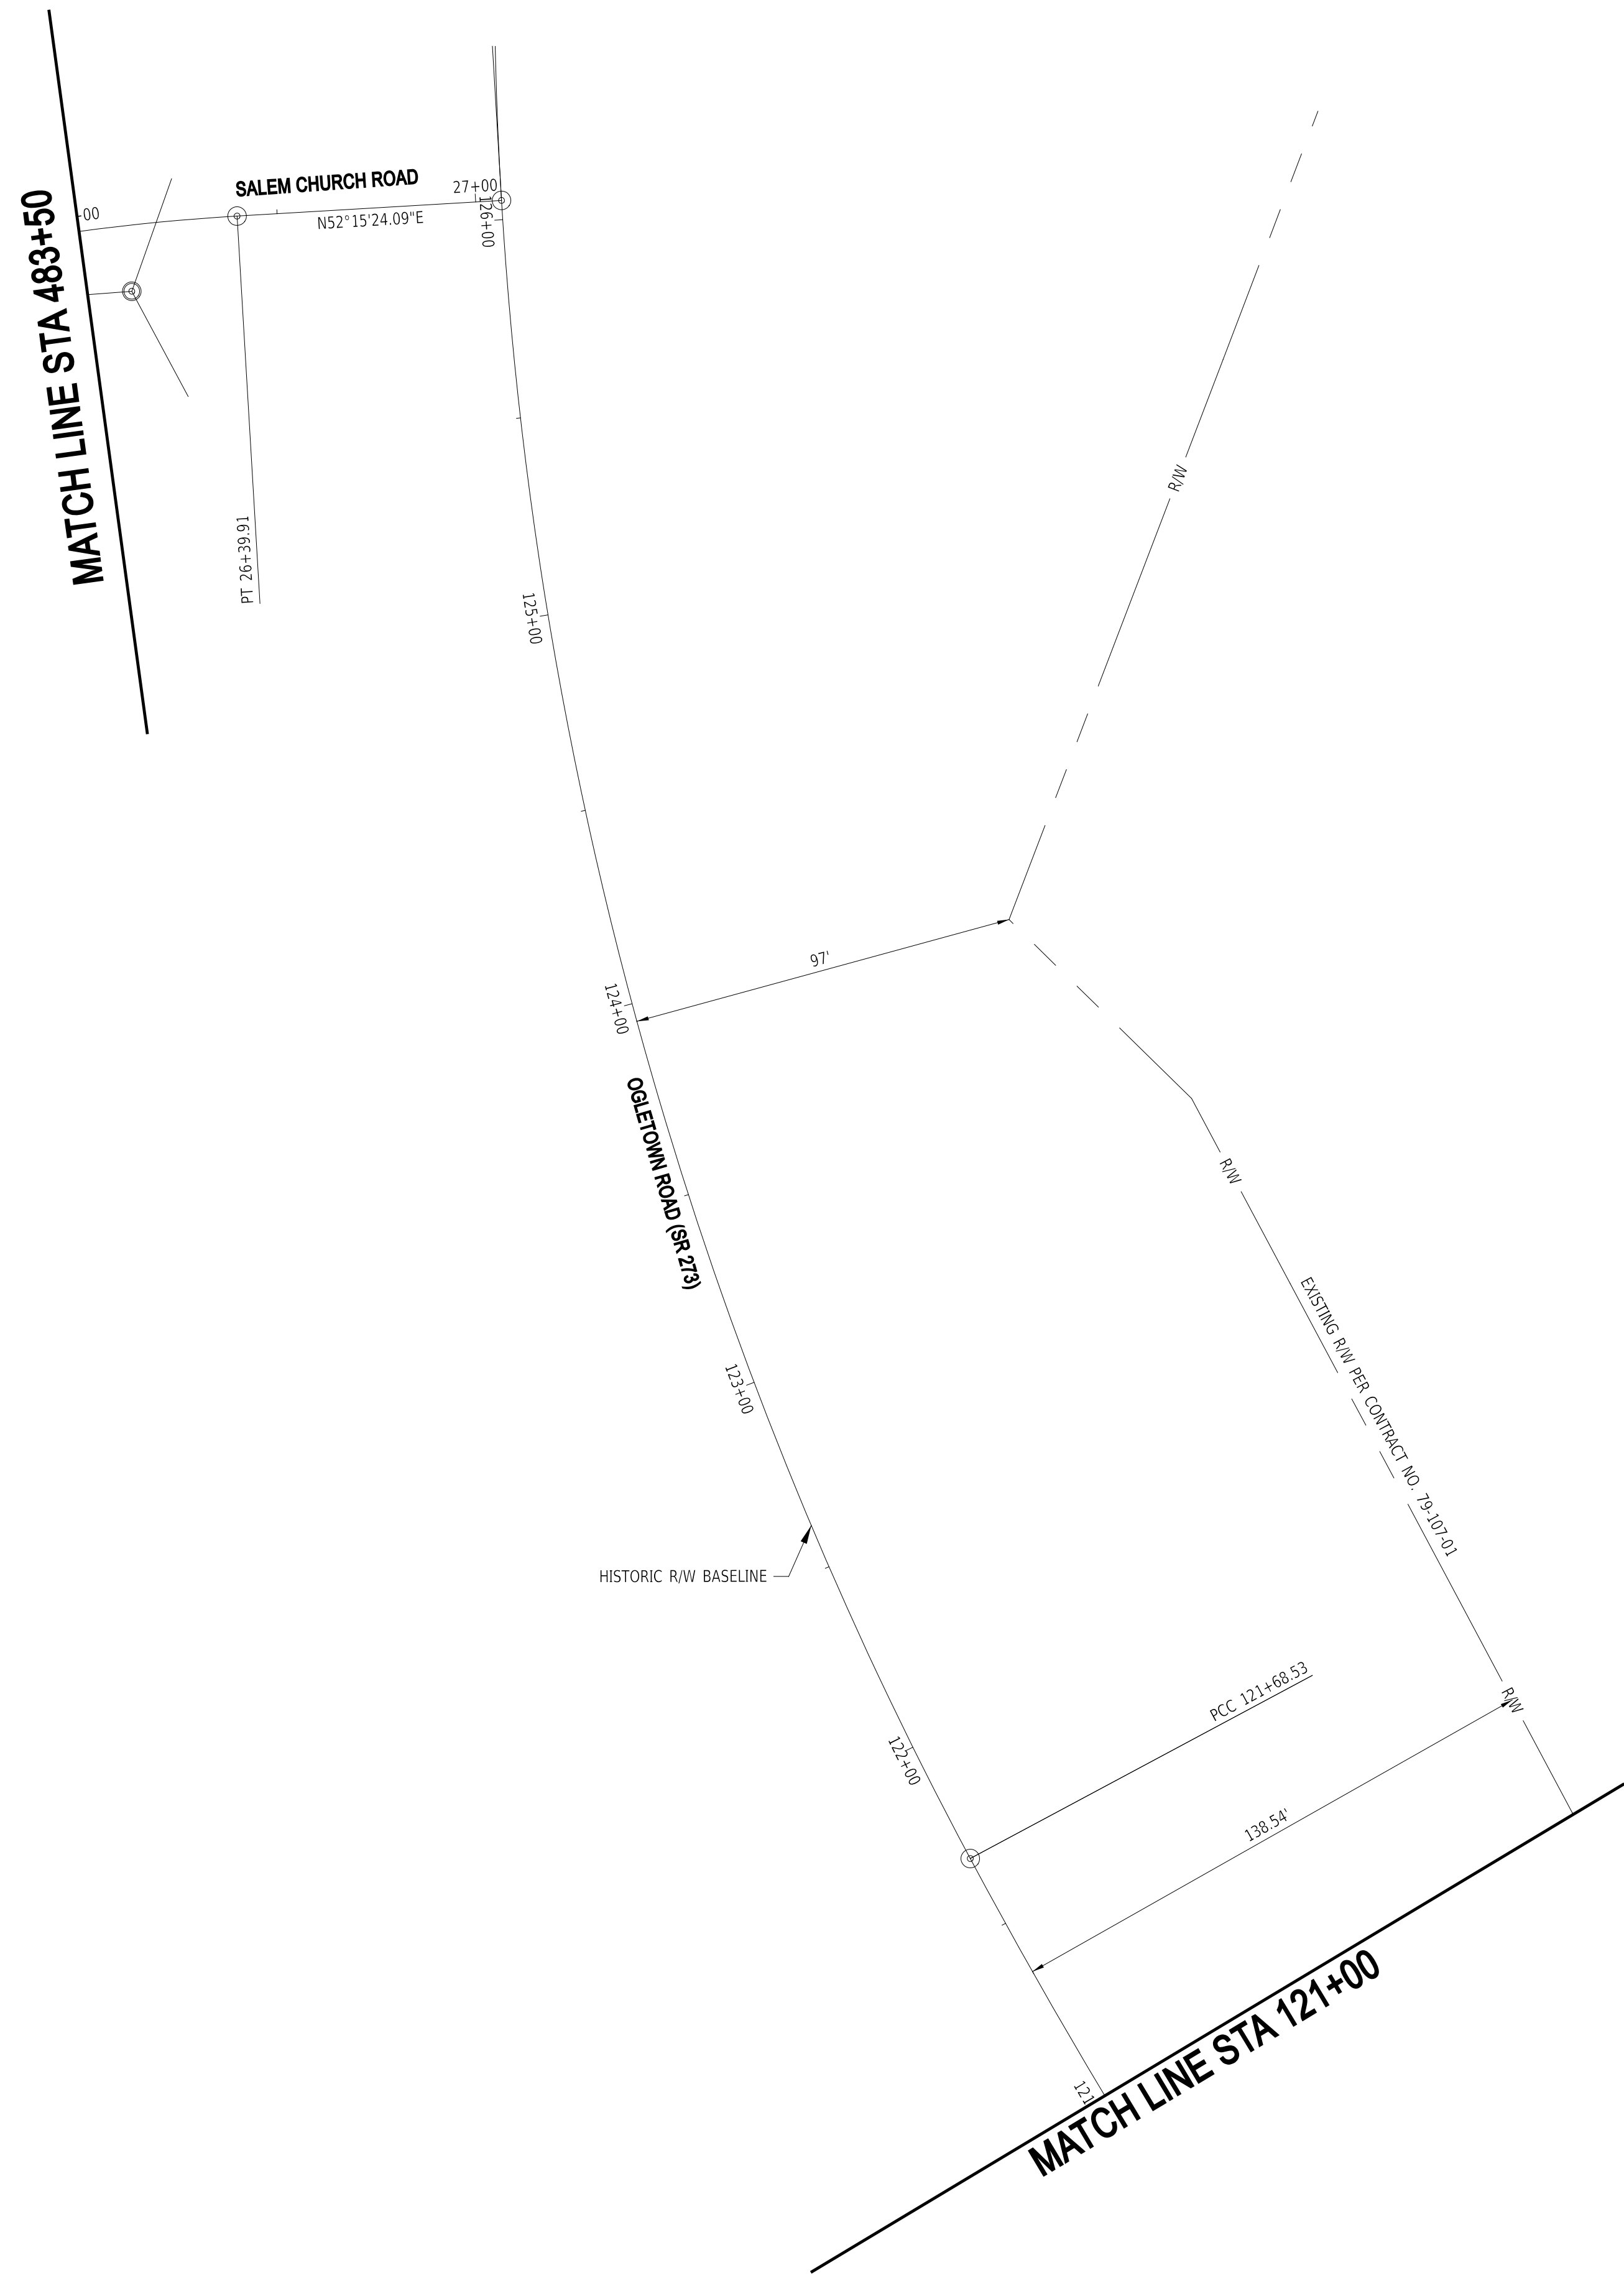 SALEM CHURCH ROAD
27+00
126+00
N52°15'24.09"E
00
MATCH LINE STA 483+50
R/W
PT 26+39.91
125+00
97'
124+00
OGLETOWN ROAD (SR 273)
R/W
EXISTING R/W PER CONTRACT NO. 79-107-01
123+00
HISTORIC R/W BASELINE
PCC 121+68.53
R/W
122+00
138.54'
MATCH LINE STA 121+00
121